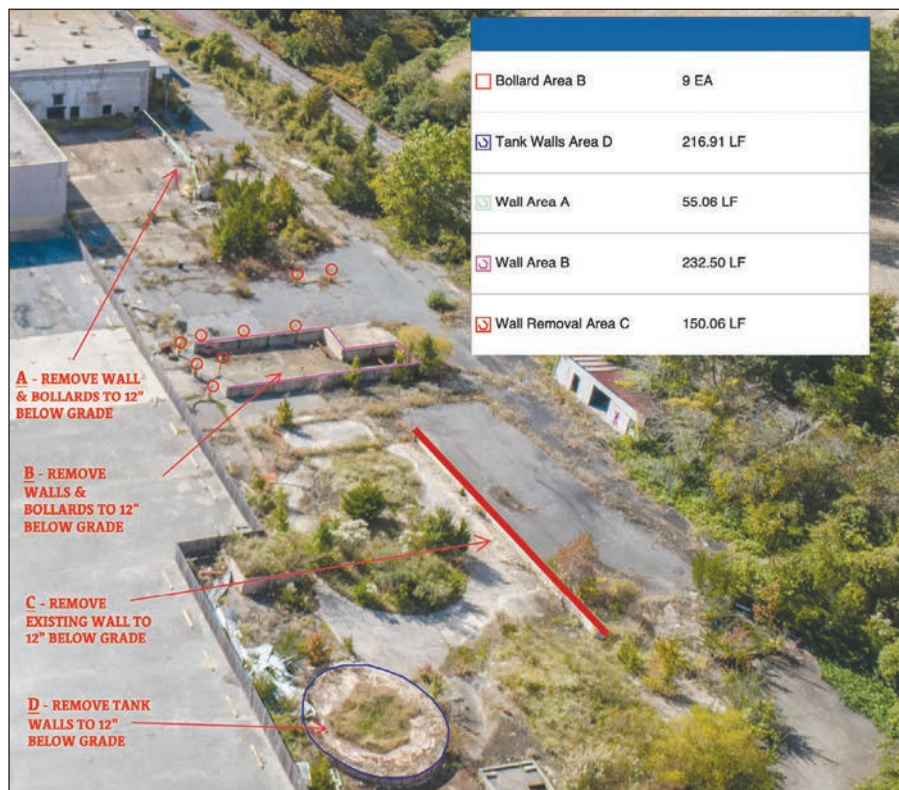 Bollard Area B 9 EA
Tank Walls Area D 216.91 LF
Wall Area A 55.06 LF
Wall Area B 232.50 LF
Wall Removal Area C 150.06 LF
A - REMOVE WALL
& BOLLARDS TO 12"
BELOW GRADE
B - REMOVE
WALLS &
BOLLARDS TO 12"
BELOW GRADE
C - REMOVE
EXISTING WALL TO
12" BELOW GRADE
D - REMOVE TANK
WALLS TO 12"
BELOW GRADE